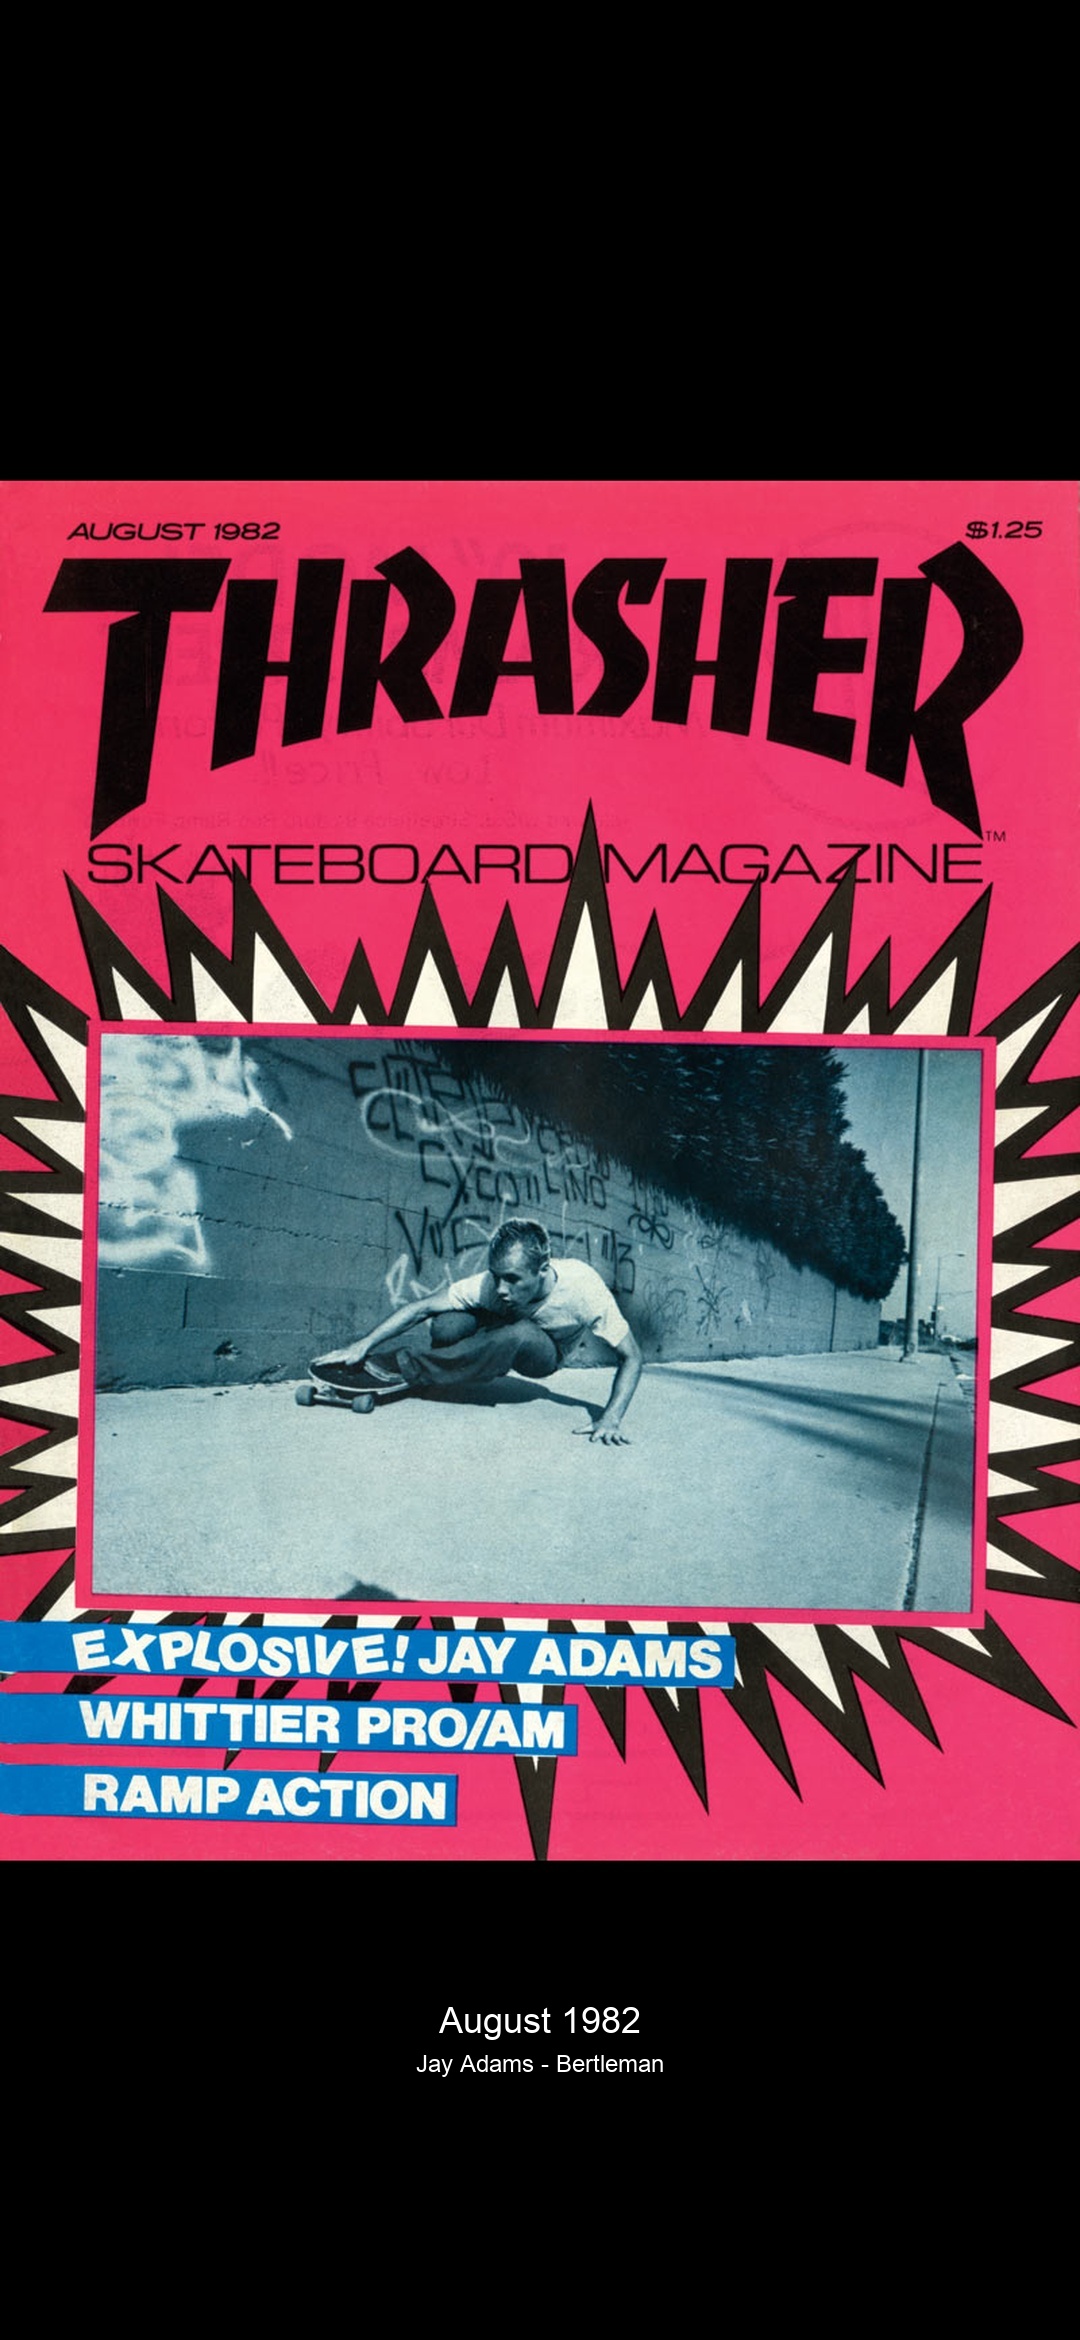 AUGUST 1982
$1.25
THRASHER
TM
SKATEBOARD MAGAZINE
EXPLOSIVE! JAY ADAMS
WHITTIER PRO/AM
RAMP ACTION
August 1982
Jay Adams - Bertleman